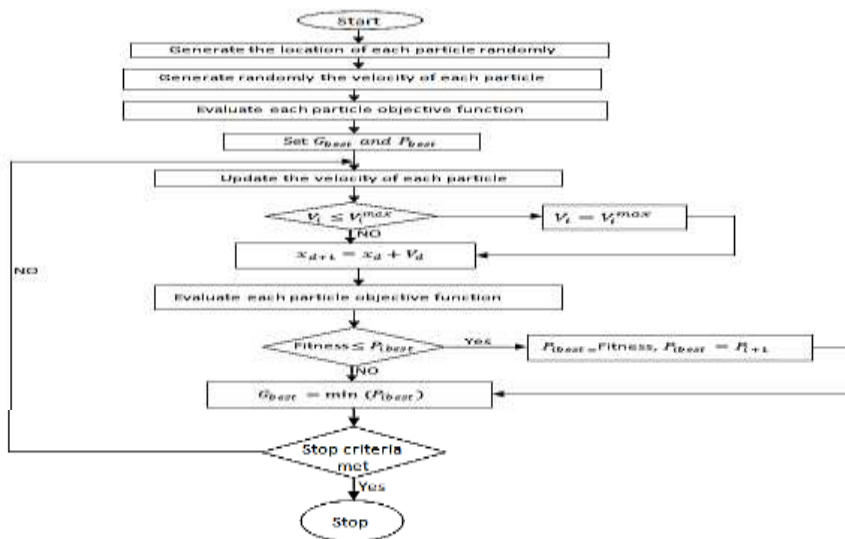 Start
Generate the location of each particle randomly
Generate randomly the velocity of each particle
Evaluate each particle objective function
Set G_best and P_best
Update the velocity of each particle
V_i ≤ V_i^max
V_i = V_i^max
NO
x_{d+1} = x_d + V_d
NO
Evaluate each particle objective function
Fitness ≤ P_ibest
Yes
P_ibest = Fitness, P_ibest = P_{i+1}
NO
G_best = min (P_ibest)
Stop criteria
met
Yes
Stop